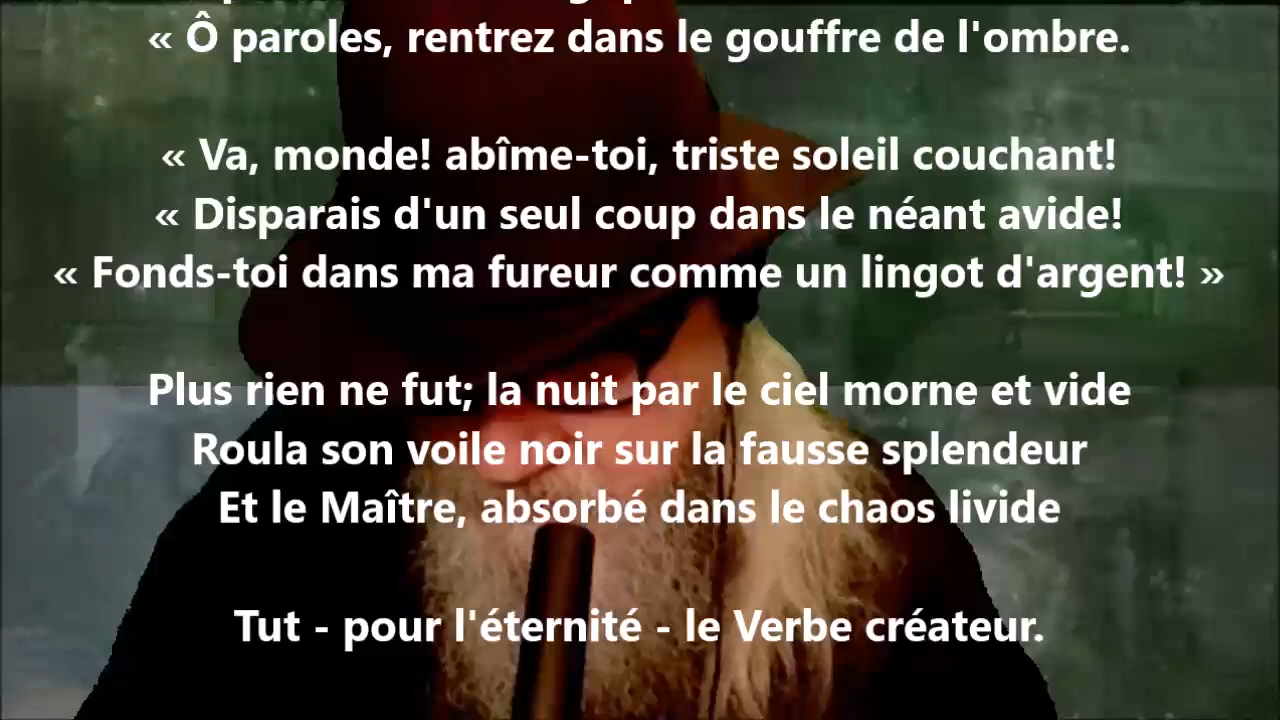 « Ô paroles, rentrez dans le gouffre de l'ombre.
« Va, monde! abîme-toi, triste soleil couchant!
« Disparais d'un seul coup dans le néant avide!
« Fonds-toi dans ma fureur comme un lingot d'argent! »
Plus rien ne fut; la nuit par le ciel morne et vide
Roula son voile noir sur la fausse splendeur
Et le Maître, absorbé dans le chaos livide
Tut - pour l'éternité - le Verbe créateur.